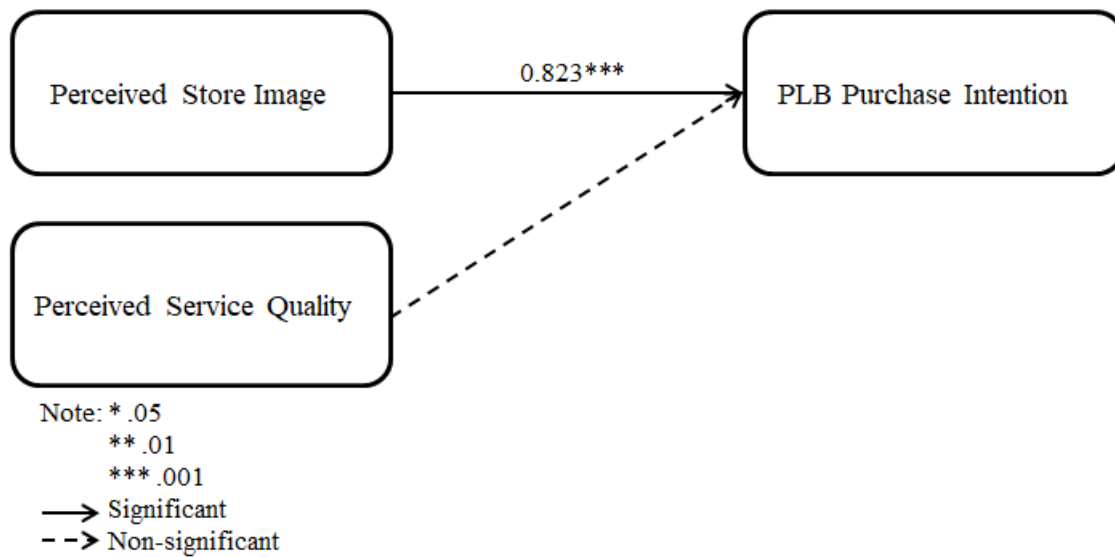 0.823***
Perceived Store Image
PLB Purchase Intention
Perceived Service Quality
Note: * .05
** .01
*** .001
Significant
Non-significant